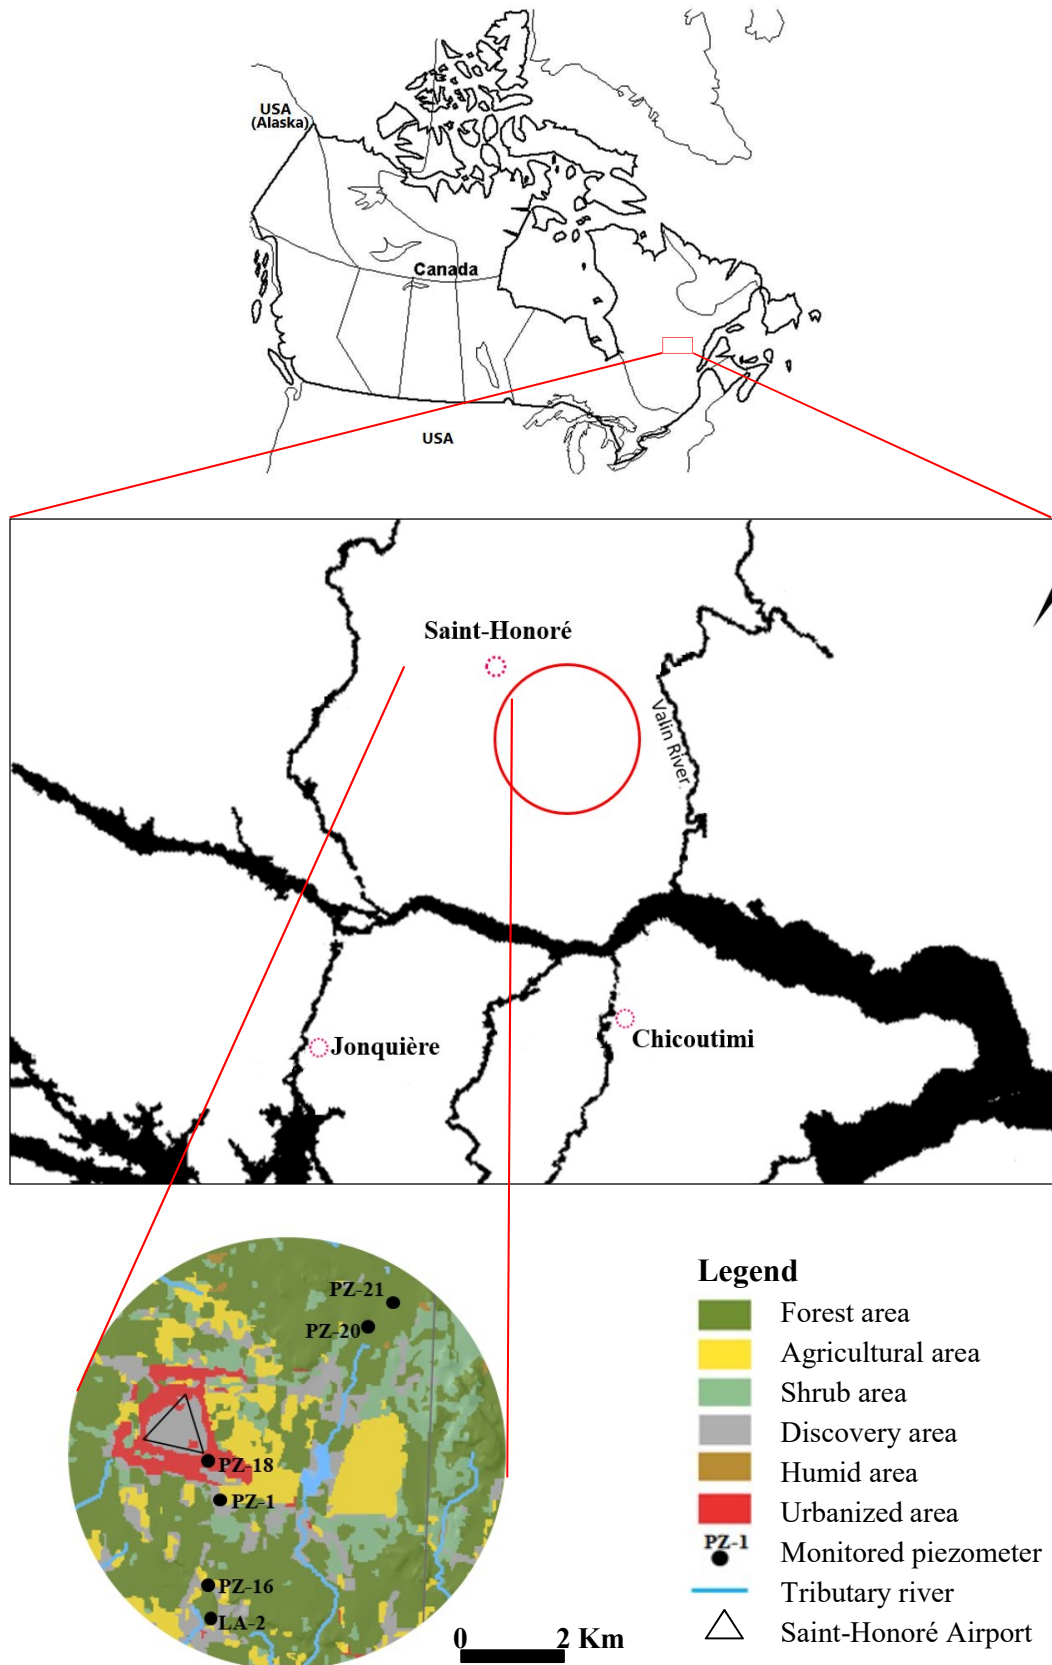 USA
(Alaska)
Canada
USA
Saint-Honoré
Valin River.
Jonquière
Chicoutimi
PZ-21
PZ-20
PZ-18
PZ-1
PZ-16
LA-2
0 2 Km
Legend
Forest area
Agricultural area
Shrub area
Discovery area
Humid area
Urbanized area
PZ-1
Monitored piezometer
Tributary river
Saint-Honoré Airport